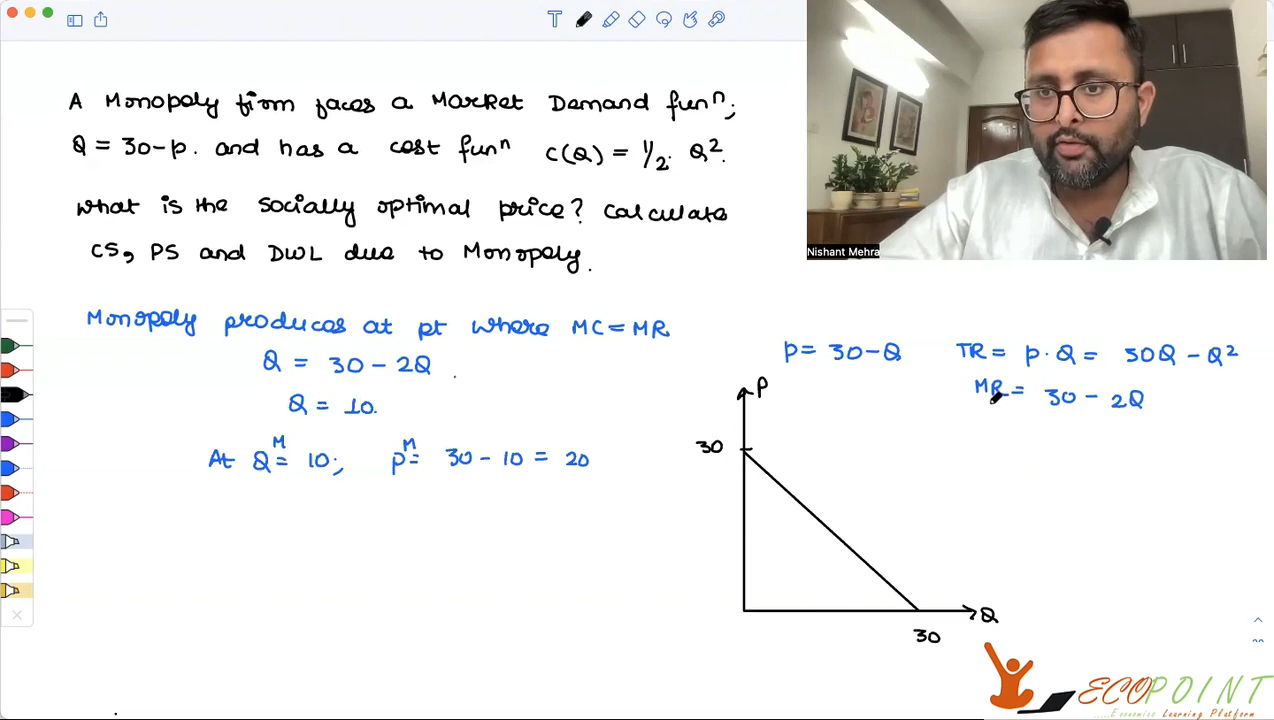 A Monopoly firm faces a Market Demand funⁿ;
Q = 30-p. and has a cost funⁿ C(Q) = 1/2. Q².
What is the socially optimal price? Calculate
CS, PS and DWL due to Monopoly.
Nishant Mehra
Monopoly produces at pt where MC = MR
Q = 30 - 2Q
Q = 10.
At Qᴹ = 10; pᴹ = 30 - 10 = 20
p = 30-Q TR = p·Q = 30Q - Q²
MR = 30 - 2Q
P
30
Q
30
ECOPOINT
....Economics Learning Platform